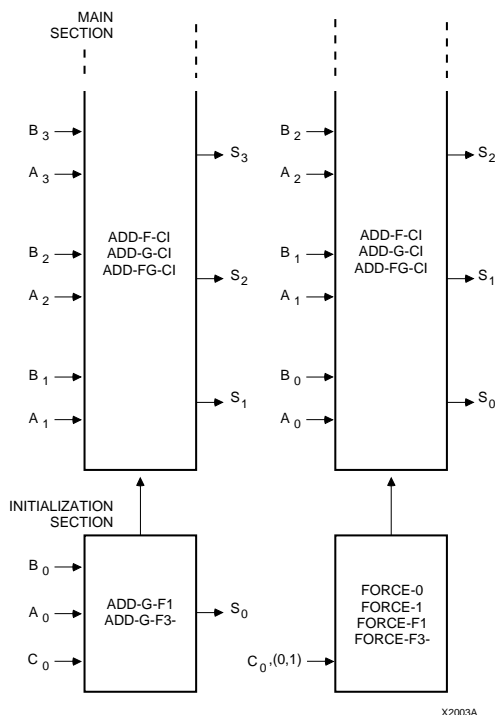 MAIN
SECTION
B 3
A 3
S 3
ADD-F-CI
ADD-G-CI
ADD-FG-CI
B 2
A 2
S 2
B 1
A 1
S 1
B 2
A 2
S 2
ADD-F-CI
ADD-G-CI
ADD-FG-CI
B 1
A 1
S 1
B 0
A 0
S 0
INITIALIZATION
SECTION
B 0
A 0
C 0
ADD-G-F1
ADD-G-F3-
S 0
C 0 ,(0,1)
FORCE-0
FORCE-1
FORCE-F1
FORCE-F3-
X2003A